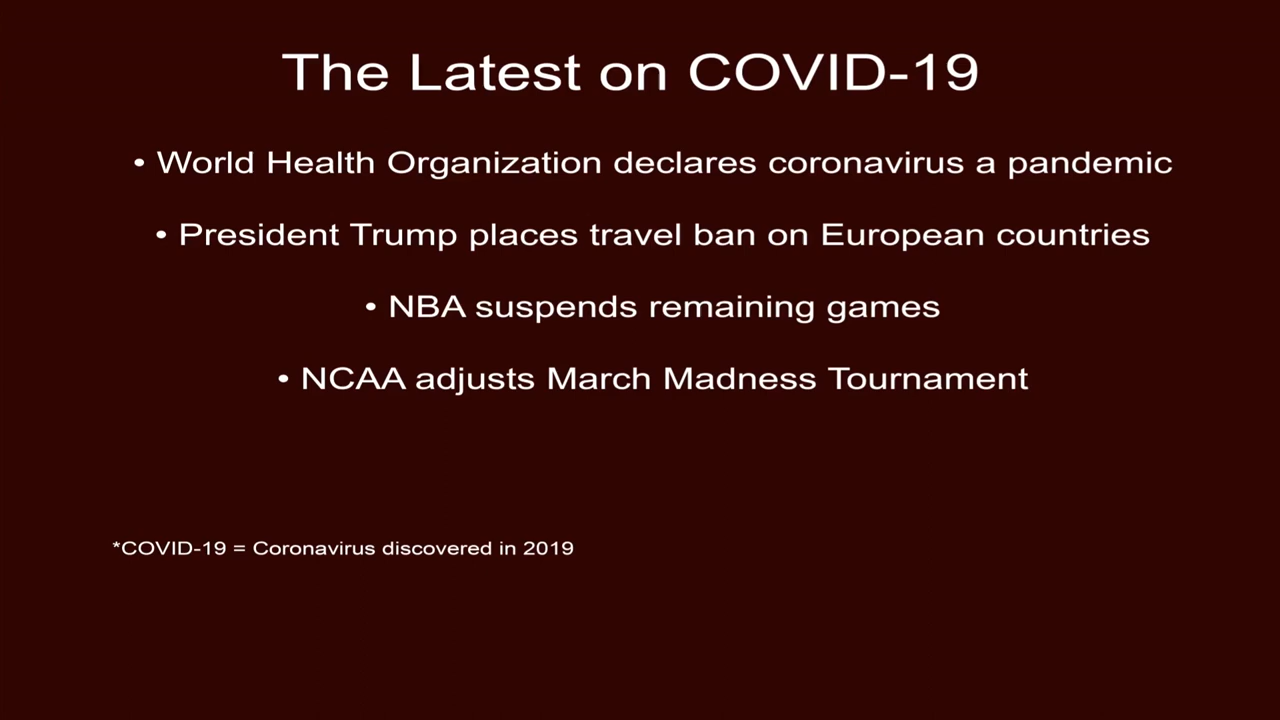 The Latest on COVID-19
• World Health Organization declares coronavirus a pandemic
• President Trump places travel ban on European countries
• NBA suspends remaining games
• NCAA adjusts March Madness Tournament
*COVID-19 = Coronavirus discovered in 2019